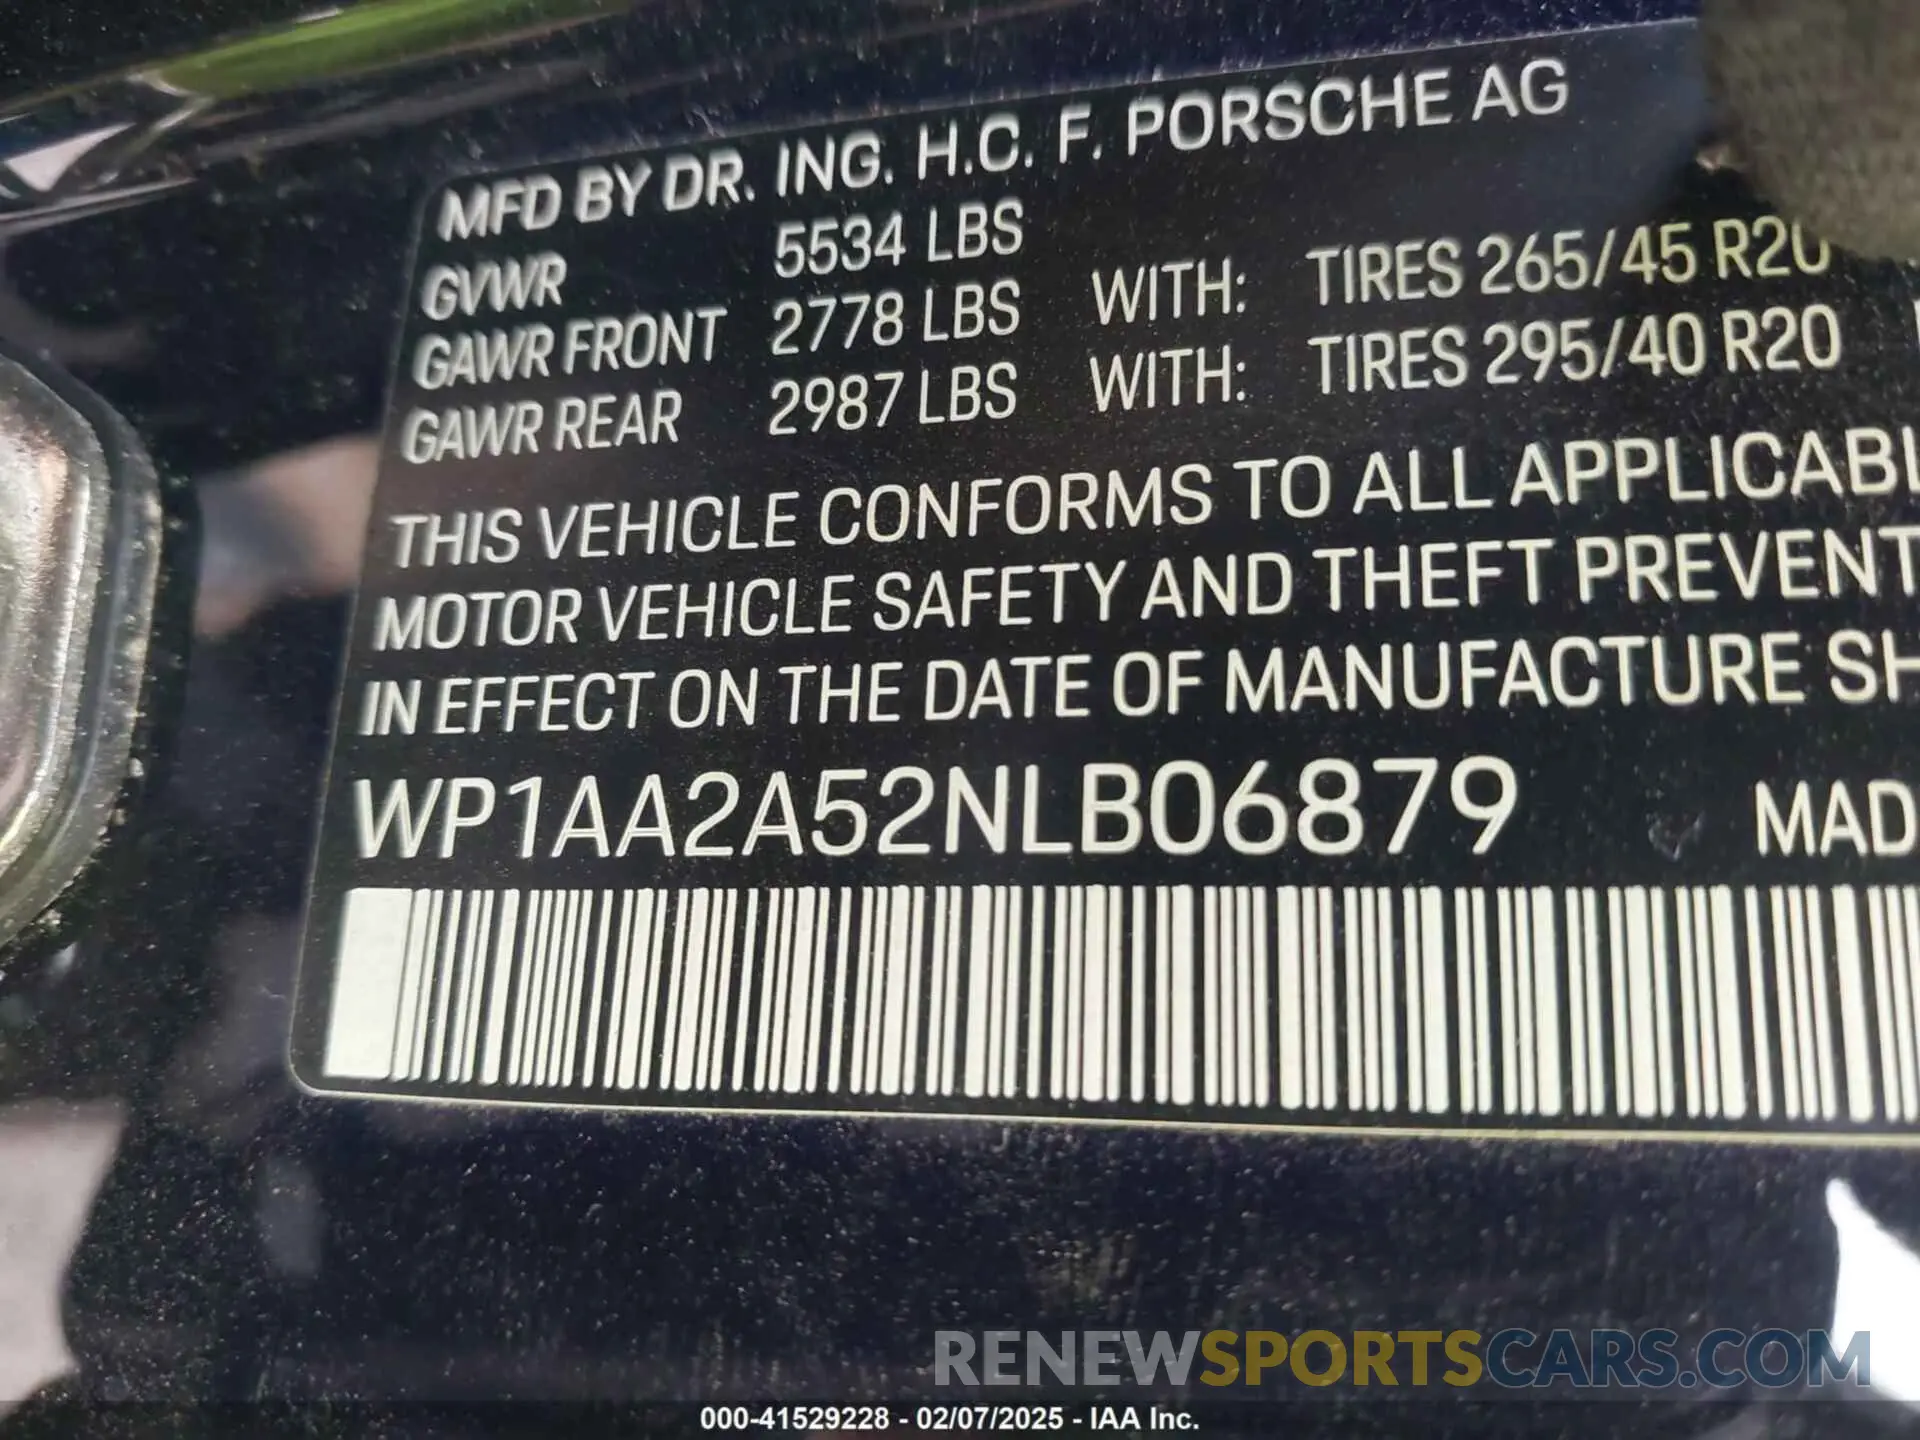 MFD BY DR. ING. H.C. F. PORSCHE AG
GVWR 5534 LBS
GAWR FRONT 2778 LBS WITH: TIRES 265/45 R20
GAWR REAR 2987 LBS WITH: TIRES 295/40 R20
THIS VEHICLE CONFORMS TO ALL APPLICABL
MOTOR VEHICLE SAFETY AND THEFT PREVENT
IN EFFECT ON THE DATE OF MANUFACTURE SH
WP1AA2A52NLB06879 MAD
RENEWSPORTSCARS.COM
000-41529228 - 02/07/2025 - IAA Inc.